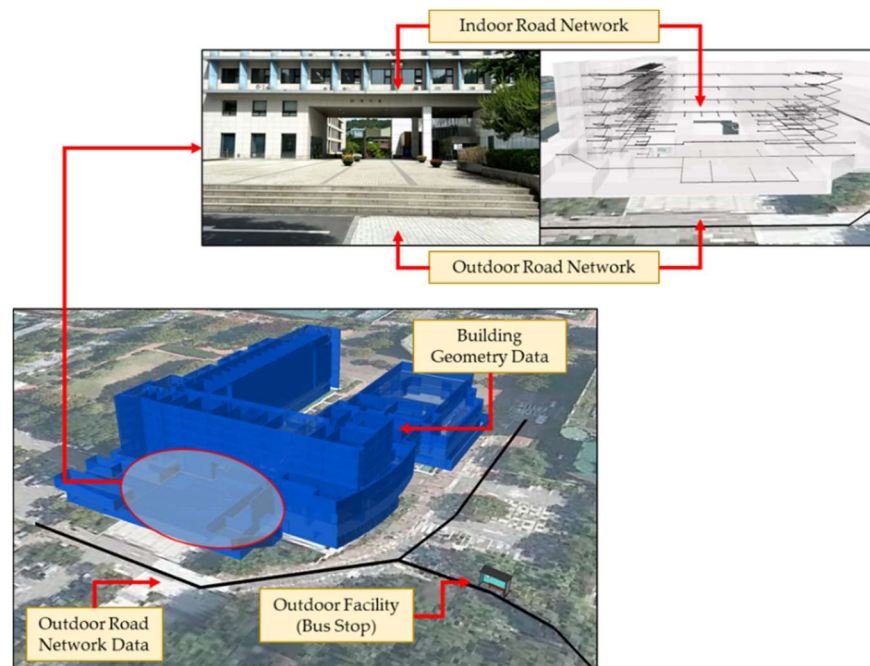 Indoor Road Network
Outdoor Road Network
Building
Geometry Data
Outdoor Road
Network Data
Outdoor Facility
(Bus Stop)